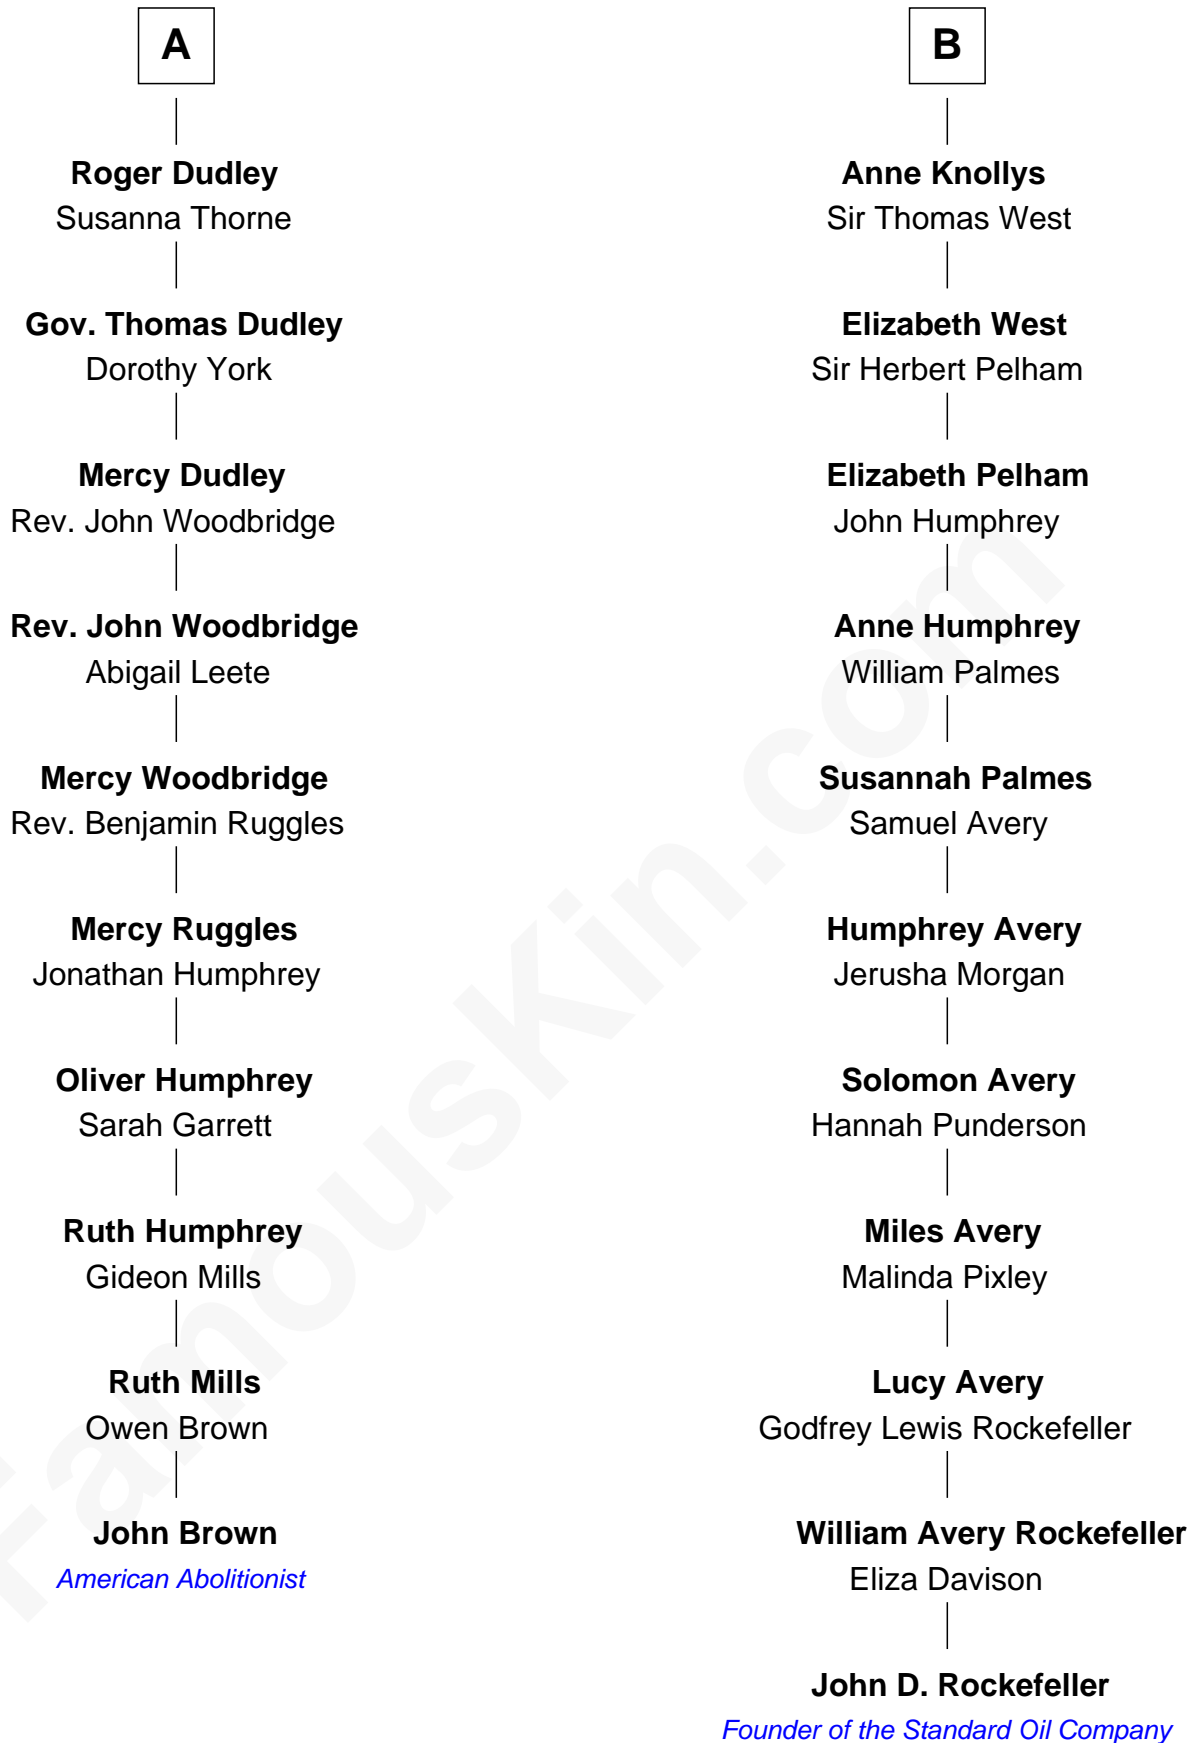 A
Roger Dudley
Susanna Thorne
Gov. Thomas Dudley
Dorothy York
Mercy Dudley
Rev. John Woodbridge
Rev. John Woodbridge
Abigail Leete
Mercy Woodbridge
Rev. Benjamin Ruggles
Mercy Ruggles
Jonathan Humphrey
Oliver Humphrey
Sarah Garrett
Ruth Humphrey
Gideon Mills
Ruth Mills
Owen Brown
John Brown
American Abolitionist
B
Anne Knollys
Sir Thomas West
Elizabeth West
Sir Herbert Pelham
Elizabeth Pelham
John Humphrey
Anne Humphrey
William Palmes
Susannah Palmes
Samuel Avery
Humphrey Avery
Jerusha Morgan
Solomon Avery
Hannah Punderson
Miles Avery
Malinda Pixley
Lucy Avery
Godfrey Lewis Rockefeller
William Avery Rockefeller
Eliza Davison
John D. Rockefeller
Founder of the Standard Oil Company
FamousKin.com